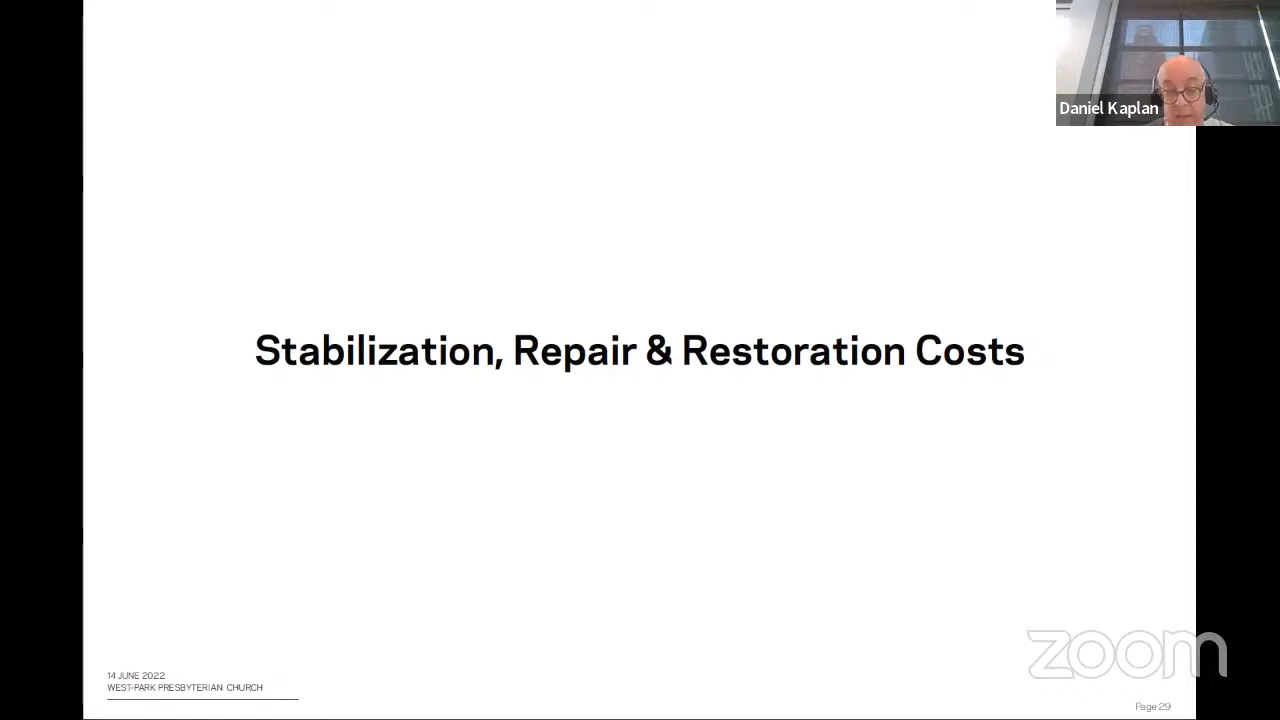 Daniel Kaplan
Stabilization, Repair & Restoration Costs
14 JUNE 2022
WEST-PARK PRESBYTERIAN CHURCH
zoom
Page 29